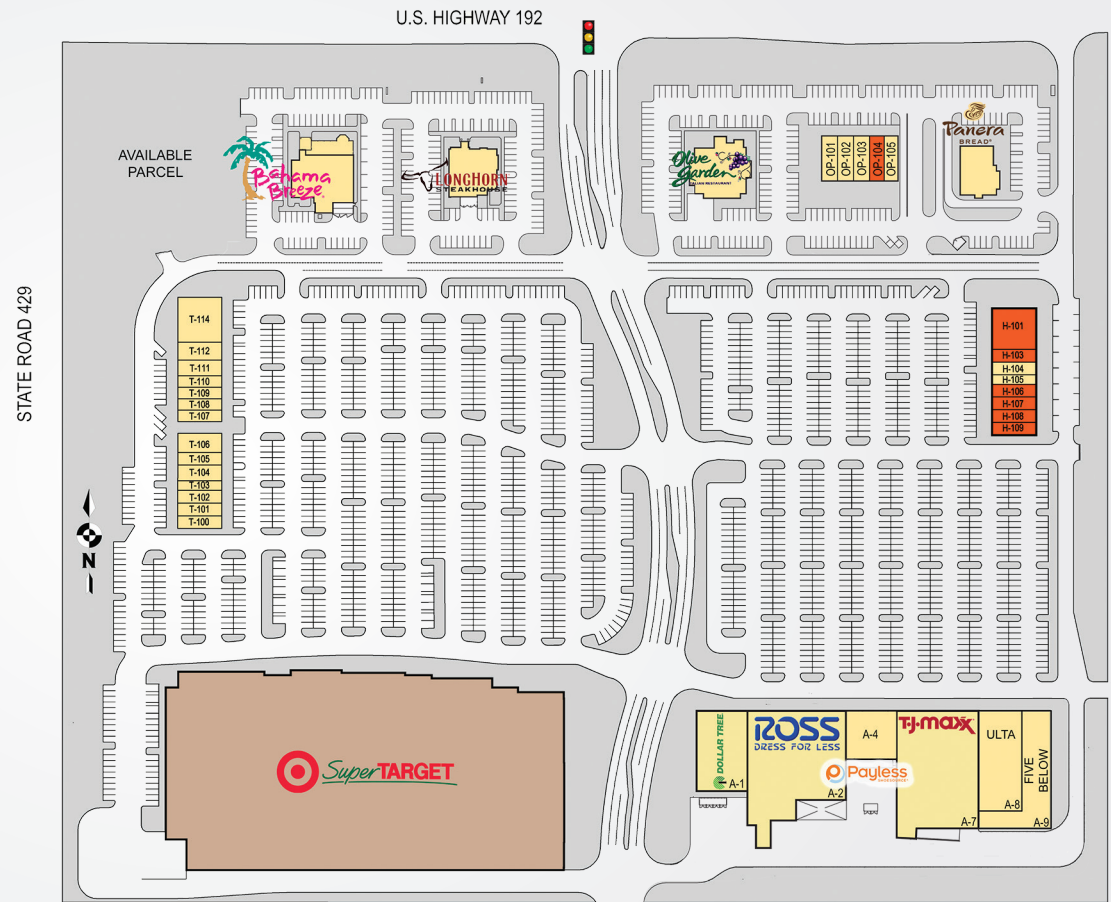 U.S. HIGHWAY 192
AVAILABLE
PARCEL
Bahama
Breeze
LONGHORN
STEAKHOUSE
Olive
Garden
ITALIAN RESTAURANT
OP-101
OP-102
OP-103
OP-104
OP-105
Panera
BREAD
STATE ROAD 429
T-114
T-112
T-111
T-110
T-109
T-108
T-107
T-106
T-105
T-104
T-103
T-102
T-101
T-100
H-101
H-103
H-104
H-105
H-106
H-107
H-108
H-109
N
SuperTARGET
DOLLAR TREE
A-1
ROSS
DRESS FOR LESS
A-2
A-4
Payless
T·J·maxx
A-7
ULTA
A-8
FIVE
BELOW
A-9